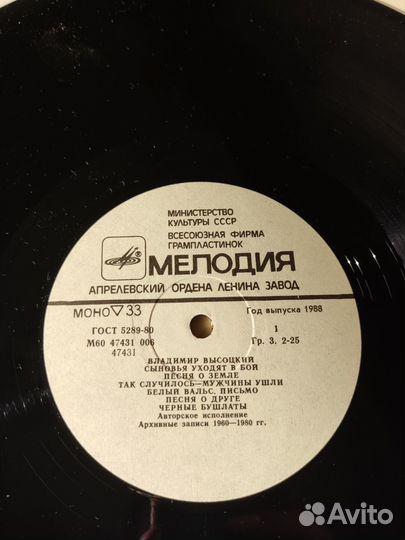 МИНИСТЕРСТВО
КУЛЬТУРЫ СССР
ВСЕСОЮЗНАЯ ФИРМА
ГРАМПЛАСТИНОК
МЕЛОДИЯ
АПРЕЛЕВСКИЙ ОРДЕНА ЛЕНИНА ЗАВОД
МОНО ▽ 33 Год выпуска 1988
ГОСТ 5289-80 1
М60 47431 006 Гр. 3, 2-25
47431
ВЛАДИМИР ВЫСОЦКИЙ
СЫНОВЬЯ УХОДЯТ В БОЙ
ПЕСНЯ О ЗЕМЛЕ
ТАК СЛУЧИЛОСЬ—МУЖЧИНЫ УШЛИ
БЕЛЫЙ ВАЛЬС, ПИСЬМО
ПЕСНЯ О ДРУГЕ
ЧЕРНЫЕ БУШЛАТЫ
Авторское исполнение
Архивные записи 1960—1980 гг.
Avito